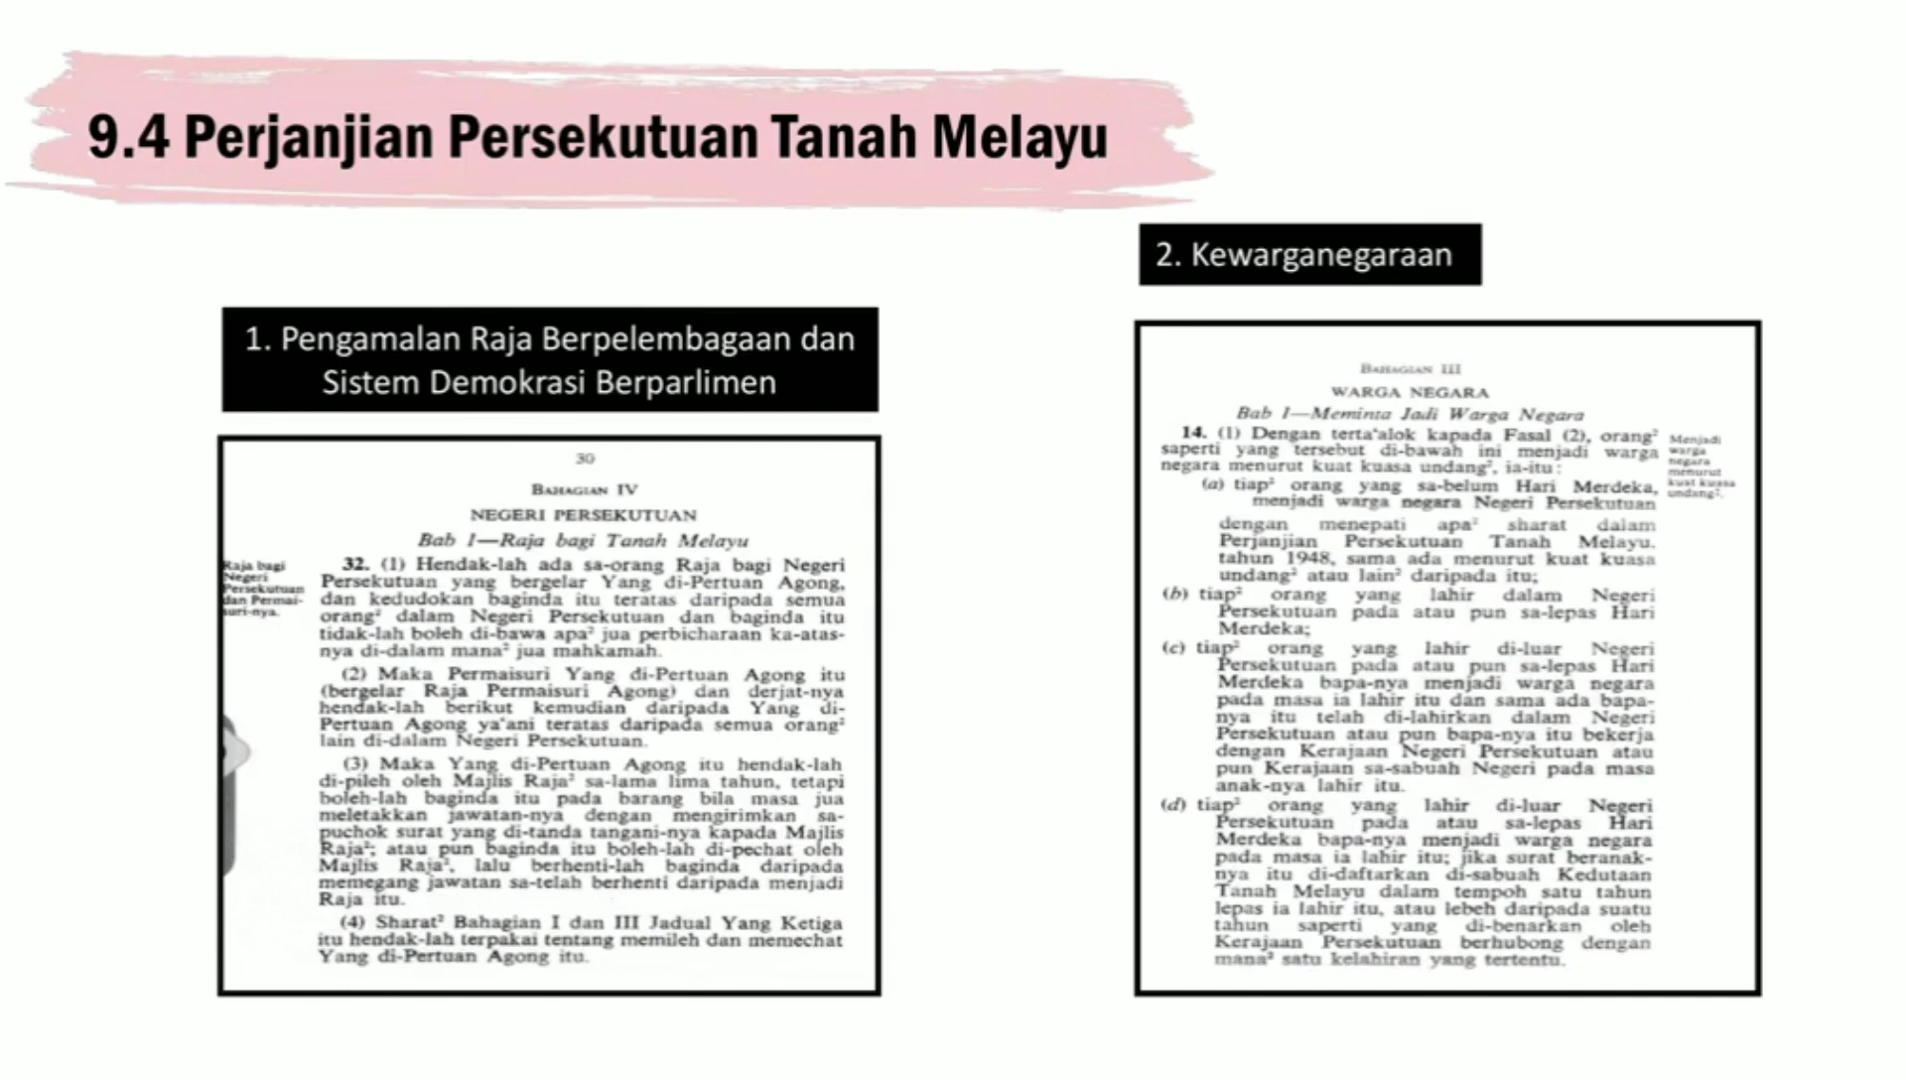 9.4 Perjanjian Persekutuan Tanah Melayu
1. Pengamalan Raja Berpelembagaan dan
Sistem Demokrasi Berparlimen
30
BAHAGIAN IV
NEGERI PERSEKUTUAN
Bab I—Raja bagi Tanah Melayu
Raja bagi
Negeri
Persekutuan
dan Permai-
suri-nya.
32. (1) Hendak-lah ada sa-orang Raja bagi Negeri
Persekutuan yang bergelar Yang di-Pertuan Agong,
dan kedudokan baginda itu teratas daripada semua
orang² dalam Negeri Persekutuan dan baginda itu
tidak-lah boleh di-bawa apa² jua perbicharaan ka-atas-
nya di-dalam mana² jua mahkamah.
(2) Maka Permaisuri Yang di-Pertuan Agong itu
(bergelar Raja Permaisuri Agong) dan derjat-nya
hendak-lah berikut kemudian daripada Yang di-
Pertuan Agong ya'ani teratas daripada semua orang²
lain di-dalam Negeri Persekutuan.
(3) Maka Yang di-Pertuan Agong itu hendak-lah
di-pileh oleh Majlis Raja² sa-lama lima tahun, tetapi
boleh-lah baginda itu pada barang bila masa jua
meletakkan jawatan-nya dengan mengirimkan sa-
puchok surat yang di-tanda tangani-nya kapada Majlis
Raja²; atau pun baginda itu boleh-lah di-pechat oleh
Majlis Raja², lalu berhenti-lah baginda daripada
memegang jawatan sa-telah berhenti daripada menjadi
Raja itu.
(4) Sharat² Bahagian I dan III Jadual Yang Ketiga
itu hendak-lah terpakai tentang memileh dan memechat
Yang di-Pertuan Agong itu.
2. Kewarganegaraan
BAHAGIAN III
WARGA NEGARA
Bab I—Meminta Jadi Warga Negara
14. (1) Dengan terta'alok kapada Fasal (2), orang²
saperti yang tersebut di-bawah ini menjadi warga
negara menurut kuat kuasa undang², ia-itu:
Menjadi
warga
negara
menurut
kuat kuasa
undang².
(a) tiap² orang yang sa-belum Hari Merdeka,
menjadi warga negara Negeri Persekutuan
dengan menepati apa² sharat dalam
Perjanjian Persekutuan Tanah Melayu,
tahun 1948, sama ada menurut kuat kuasa
undang² atau lain² daripada itu;
(b) tiap² orang yang lahir dalam Negeri
Persekutuan pada atau pun sa-lepas Hari
Merdeka;
(c) tiap² orang yang lahir di-luar Negeri
Persekutuan pada atau pun sa-lepas Hari
Merdeka bapa-nya menjadi warga negara
pada masa ia lahir itu dan sama ada bapa-
nya itu telah di-lahirkan dalam Negeri
Persekutuan atau pun bapa-nya itu bekerja
dengan Kerajaan Negeri Persekutuan atau
pun Kerajaan sa-sabuah Negeri pada masa
anak-nya lahir itu.
(d) tiap² orang yang lahir di-luar Negeri
Persekutuan pada atau sa-lepas Hari
Merdeka bapa-nya menjadi warga negara
pada masa ia lahir itu; jika surat beranak-
nya itu di-daftarkan di-sabuah Kedutaan
Tanah Melayu dalam tempoh satu tahun
lepas ia lahir itu, atau lebeh daripada suatu
tahun saperti yang di-benarkan oleh
Kerajaan Persekutuan berhubong dengan
mana² satu kelahiran yang tertentu.